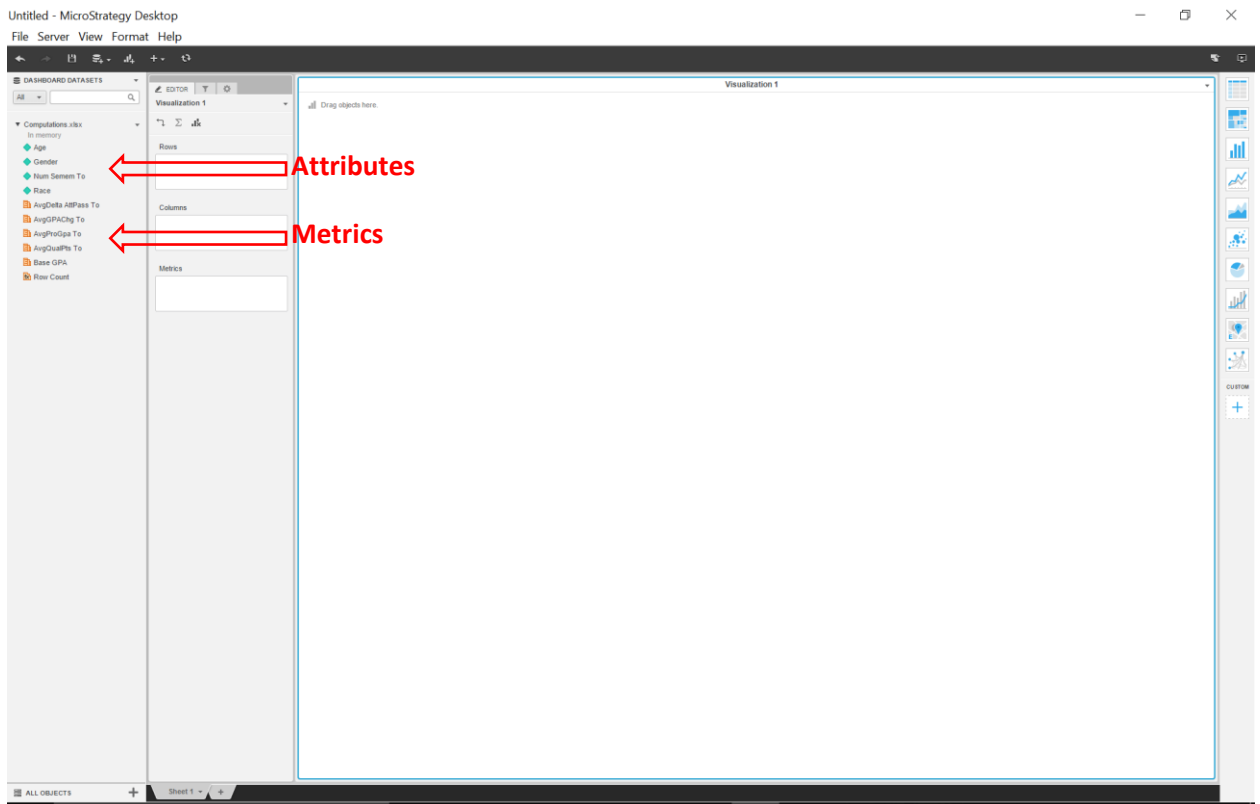 Untitled - MicroStrategy Desktop
File Server View Format Help
DASHBOARD DATASETS
All
Computations.xlsx
In memory
Age
Gender
Num Semem To
Race
AvgDelta AttPass To
AvgGPAChg To
AvgProGpa To
AvgQualPts To
Base GPA
Row Count
EDITOR
Visualization 1
Rows
Columns
Metrics
Attributes
Metrics
Visualization 1
Drag objects here.
CUSTOM
ALL OBJECTS
Sheet 1